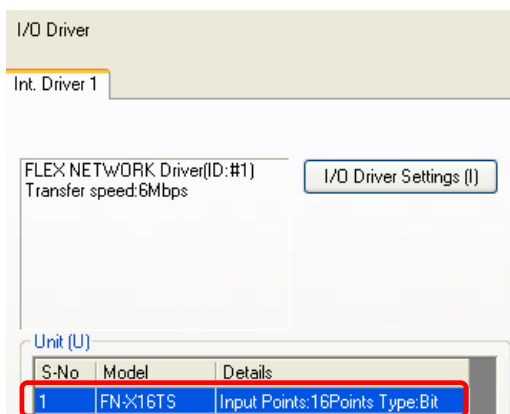 I/O Driver
Int. Driver 1
FLEX NETWORK Driver(ID:#1)
Transfer speed:6Mbps
I/O Driver Settings (I)
Unit (U)
S-No Model Details
1 FN-X16TS Input Points:16Points Type:Bit